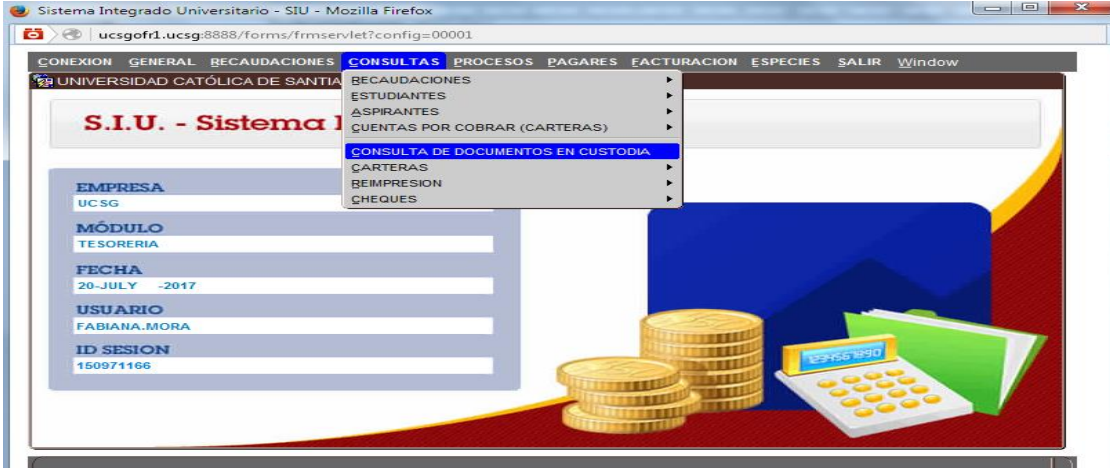 Sistema Integrado Universitario - SIU - Mozilla Firefox
ucsgofr1.ucsg:8888/forms/frmservlet?config=00001
CONEXION GENERAL RECAUDACIONES CONSULTAS PROCESOS PAGARES FACTURACION ESPECIES SALIR Window
UNIVERSIDAD CATÓLICA DE SANTIA
RECAUDACIONES
ESTUDIANTES
ASPIRANTES
CUENTAS POR COBRAR (CARTERAS)
CONSULTA DE DOCUMENTOS EN CUSTODIA
CARTERAS
REIMPRESION
CHEQUES
S.I.U. - Sistema
EMPRESA
UCSG
MÓDULO
TESORERIA
FECHA
20-JULY -2017
USUARIO
FABIANA.MORA
ID SESION
150971166
1234561890